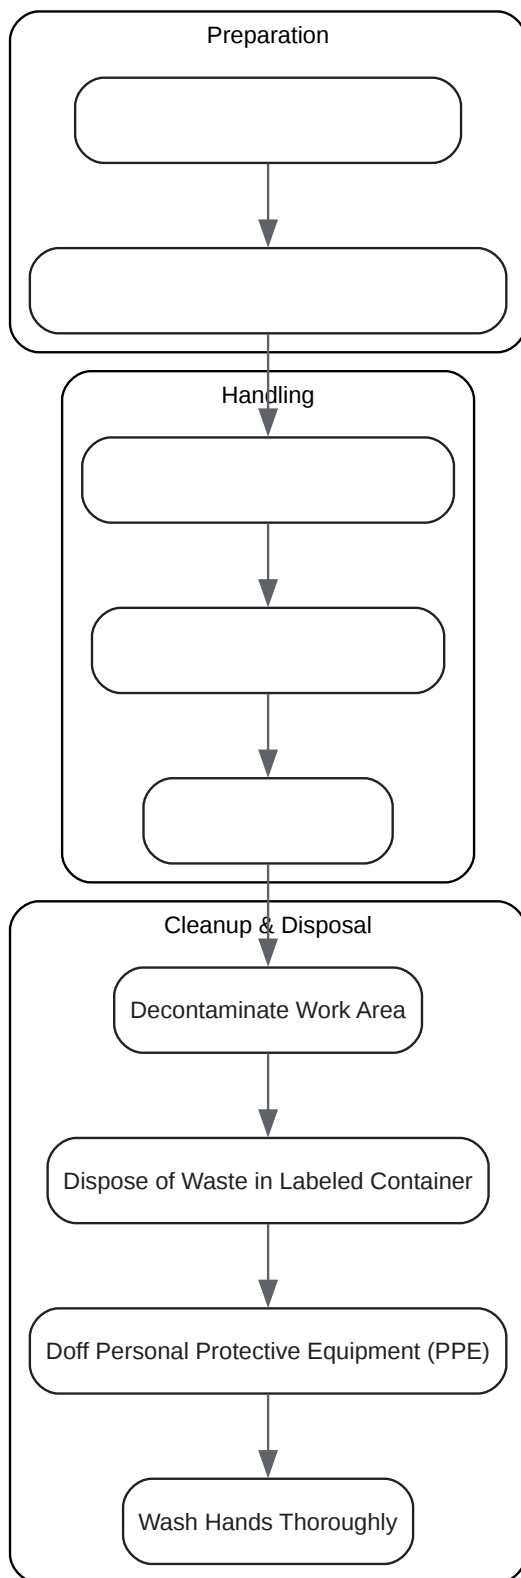 Preparation
Handling
Cleanup & Disposal
Decontaminate Work Area
Dispose of Waste in Labeled Container
Doff Personal Protective Equipment (PPE)
Wash Hands Thoroughly